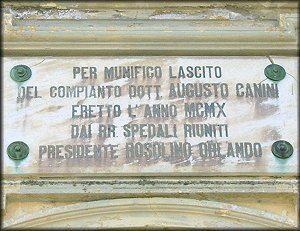 PER MUNIFICO LASCITO
DEL COMPIANTO DOTT. AUGUSTO CANINI
ERETTO L'ANNO MCMX
DAI RR. SPEDALI RIUNITI
PRESIDENTE ROSOLINO ORLANDO